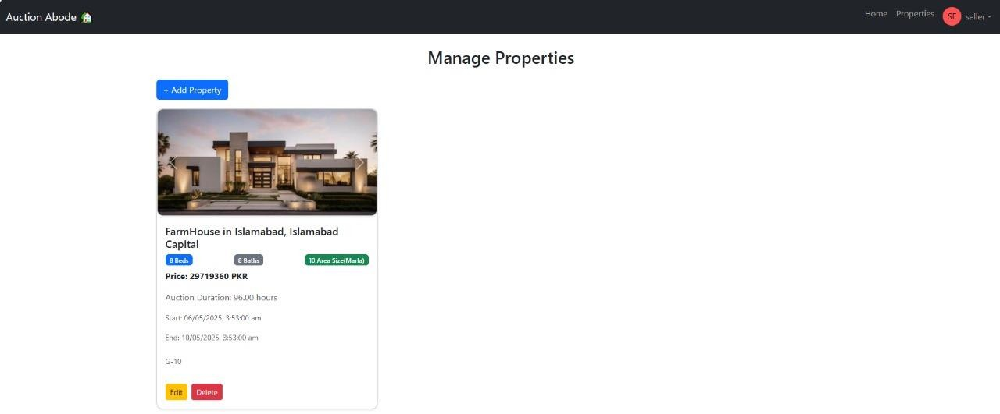 Auction Abode
Home Properties SE seller
Manage Properties
+ Add Property
FarmHouse in Islamabad, Islamabad
Capital
8 Beds 8 Baths 10 Area Size(Marla)
Price: 29719360 PKR
Auction Duration: 96.00 hours
Start: 06/05/2025, 3:53:00 am
End: 10/05/2025, 3:53:00 am
G-10
Edit Delete